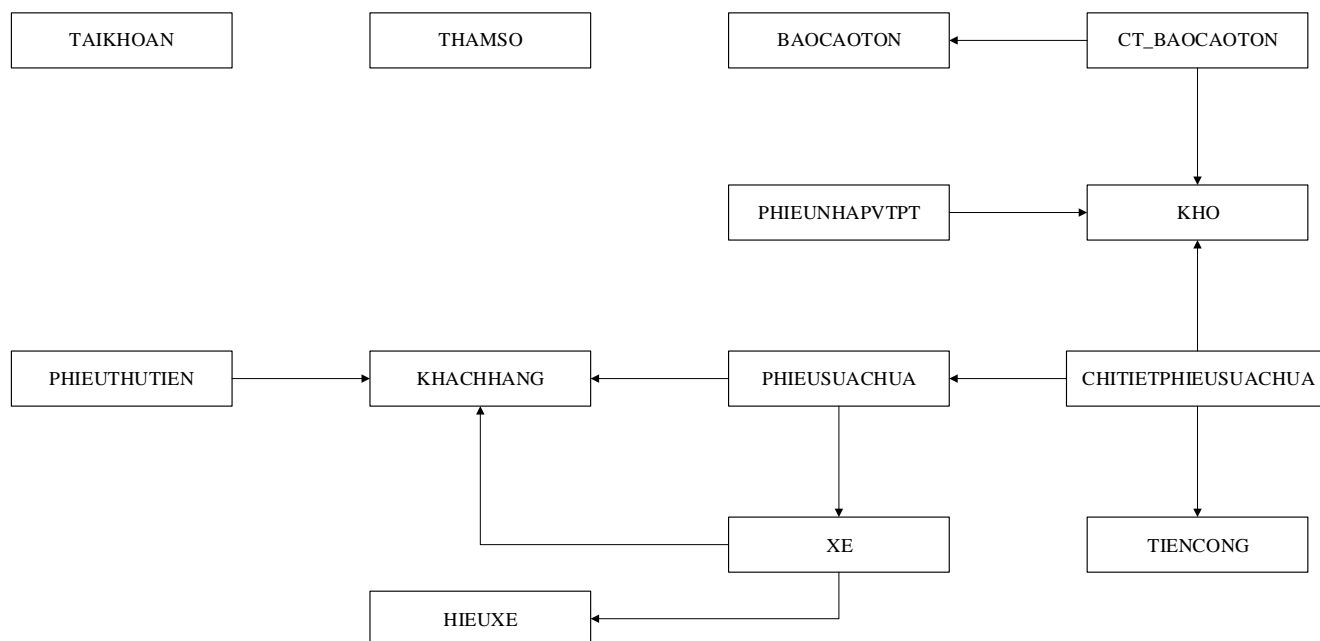 TAIKHOAN
THAMSO
BAOCAOTON
CT_BAOCAOTON
PHIEUNHAPVTPT
KHO
PHIEUTHUTIEN
KHACHHANG
PHIEUSUACHUA
CHITIETPHIEUSUACHUA
XE
TIENCONG
HIEUXE